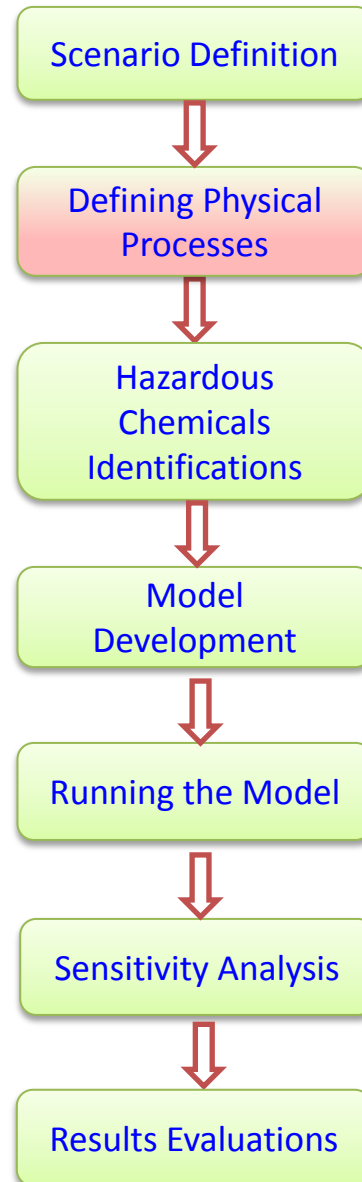 Scenario Definition
Defining Physical
Processes
Hazardous
Chemicals
Identifications
Model
Development
Running the Model
Sensitivity Analysis
Results Evaluations